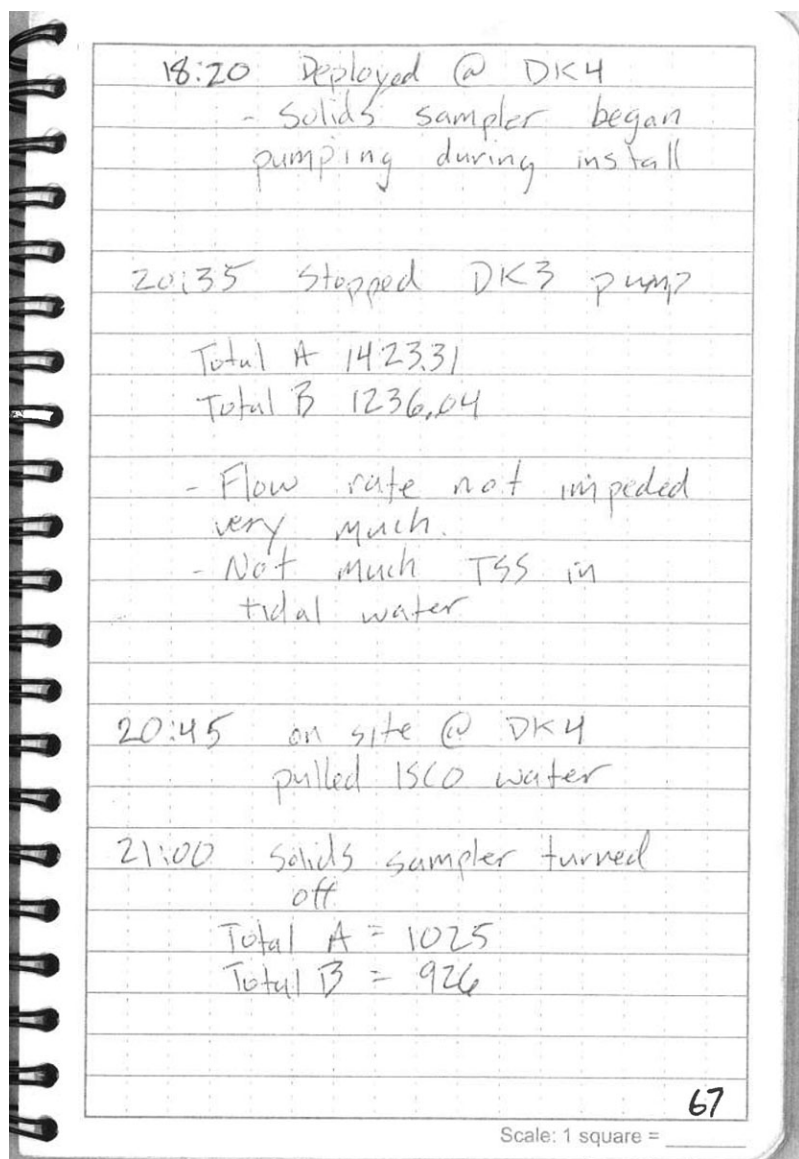 18:20 Deployed @ DK4
- Solids sampler began
pumping during install
20:35 Stopped DK3 pump
Total A 1423.31
Total B 1236.04
- Flow rate not impeded
very much.
- Not much TSS in
tidal water
20:45 on site @ DK4
pulled ISCO water
21:00 Solids sampler turned
off
Total A = 1025
Total B = 926
67
Scale: 1 square = ______